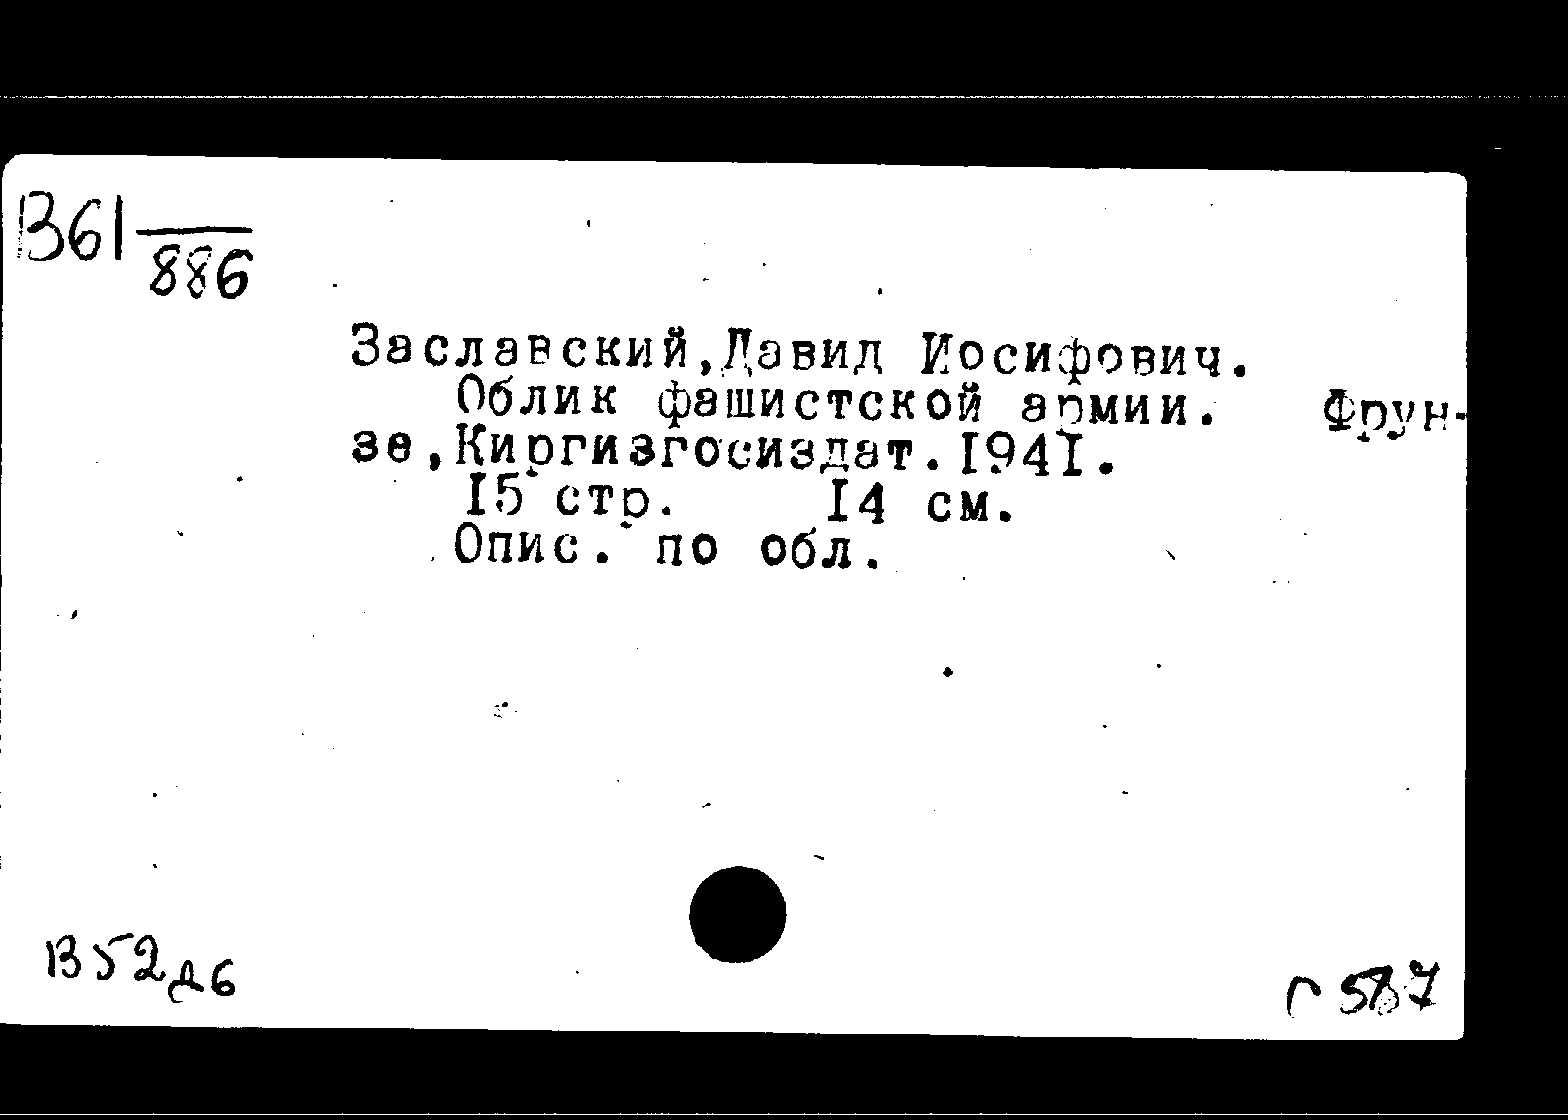 В61
886
Заславский,Давид Иосифович.
Облик фашистской армии. Фрун-
зе,Киргизгосиздат.1941.
15 стр. 14 см.
Опис. по обл.
В52д6
г 587